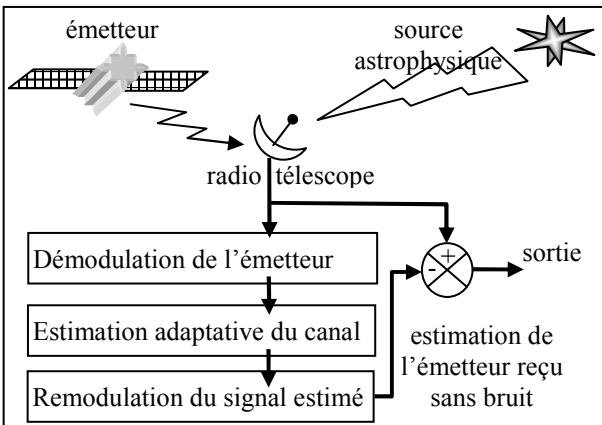 émetteur
source
astrophysique
radio télescope
Démodulation de l’émetteur
+
-
sortie
Estimation adaptative du canal
estimation de
l’émetteur reçu
sans bruit
Remodulation du signal estimé